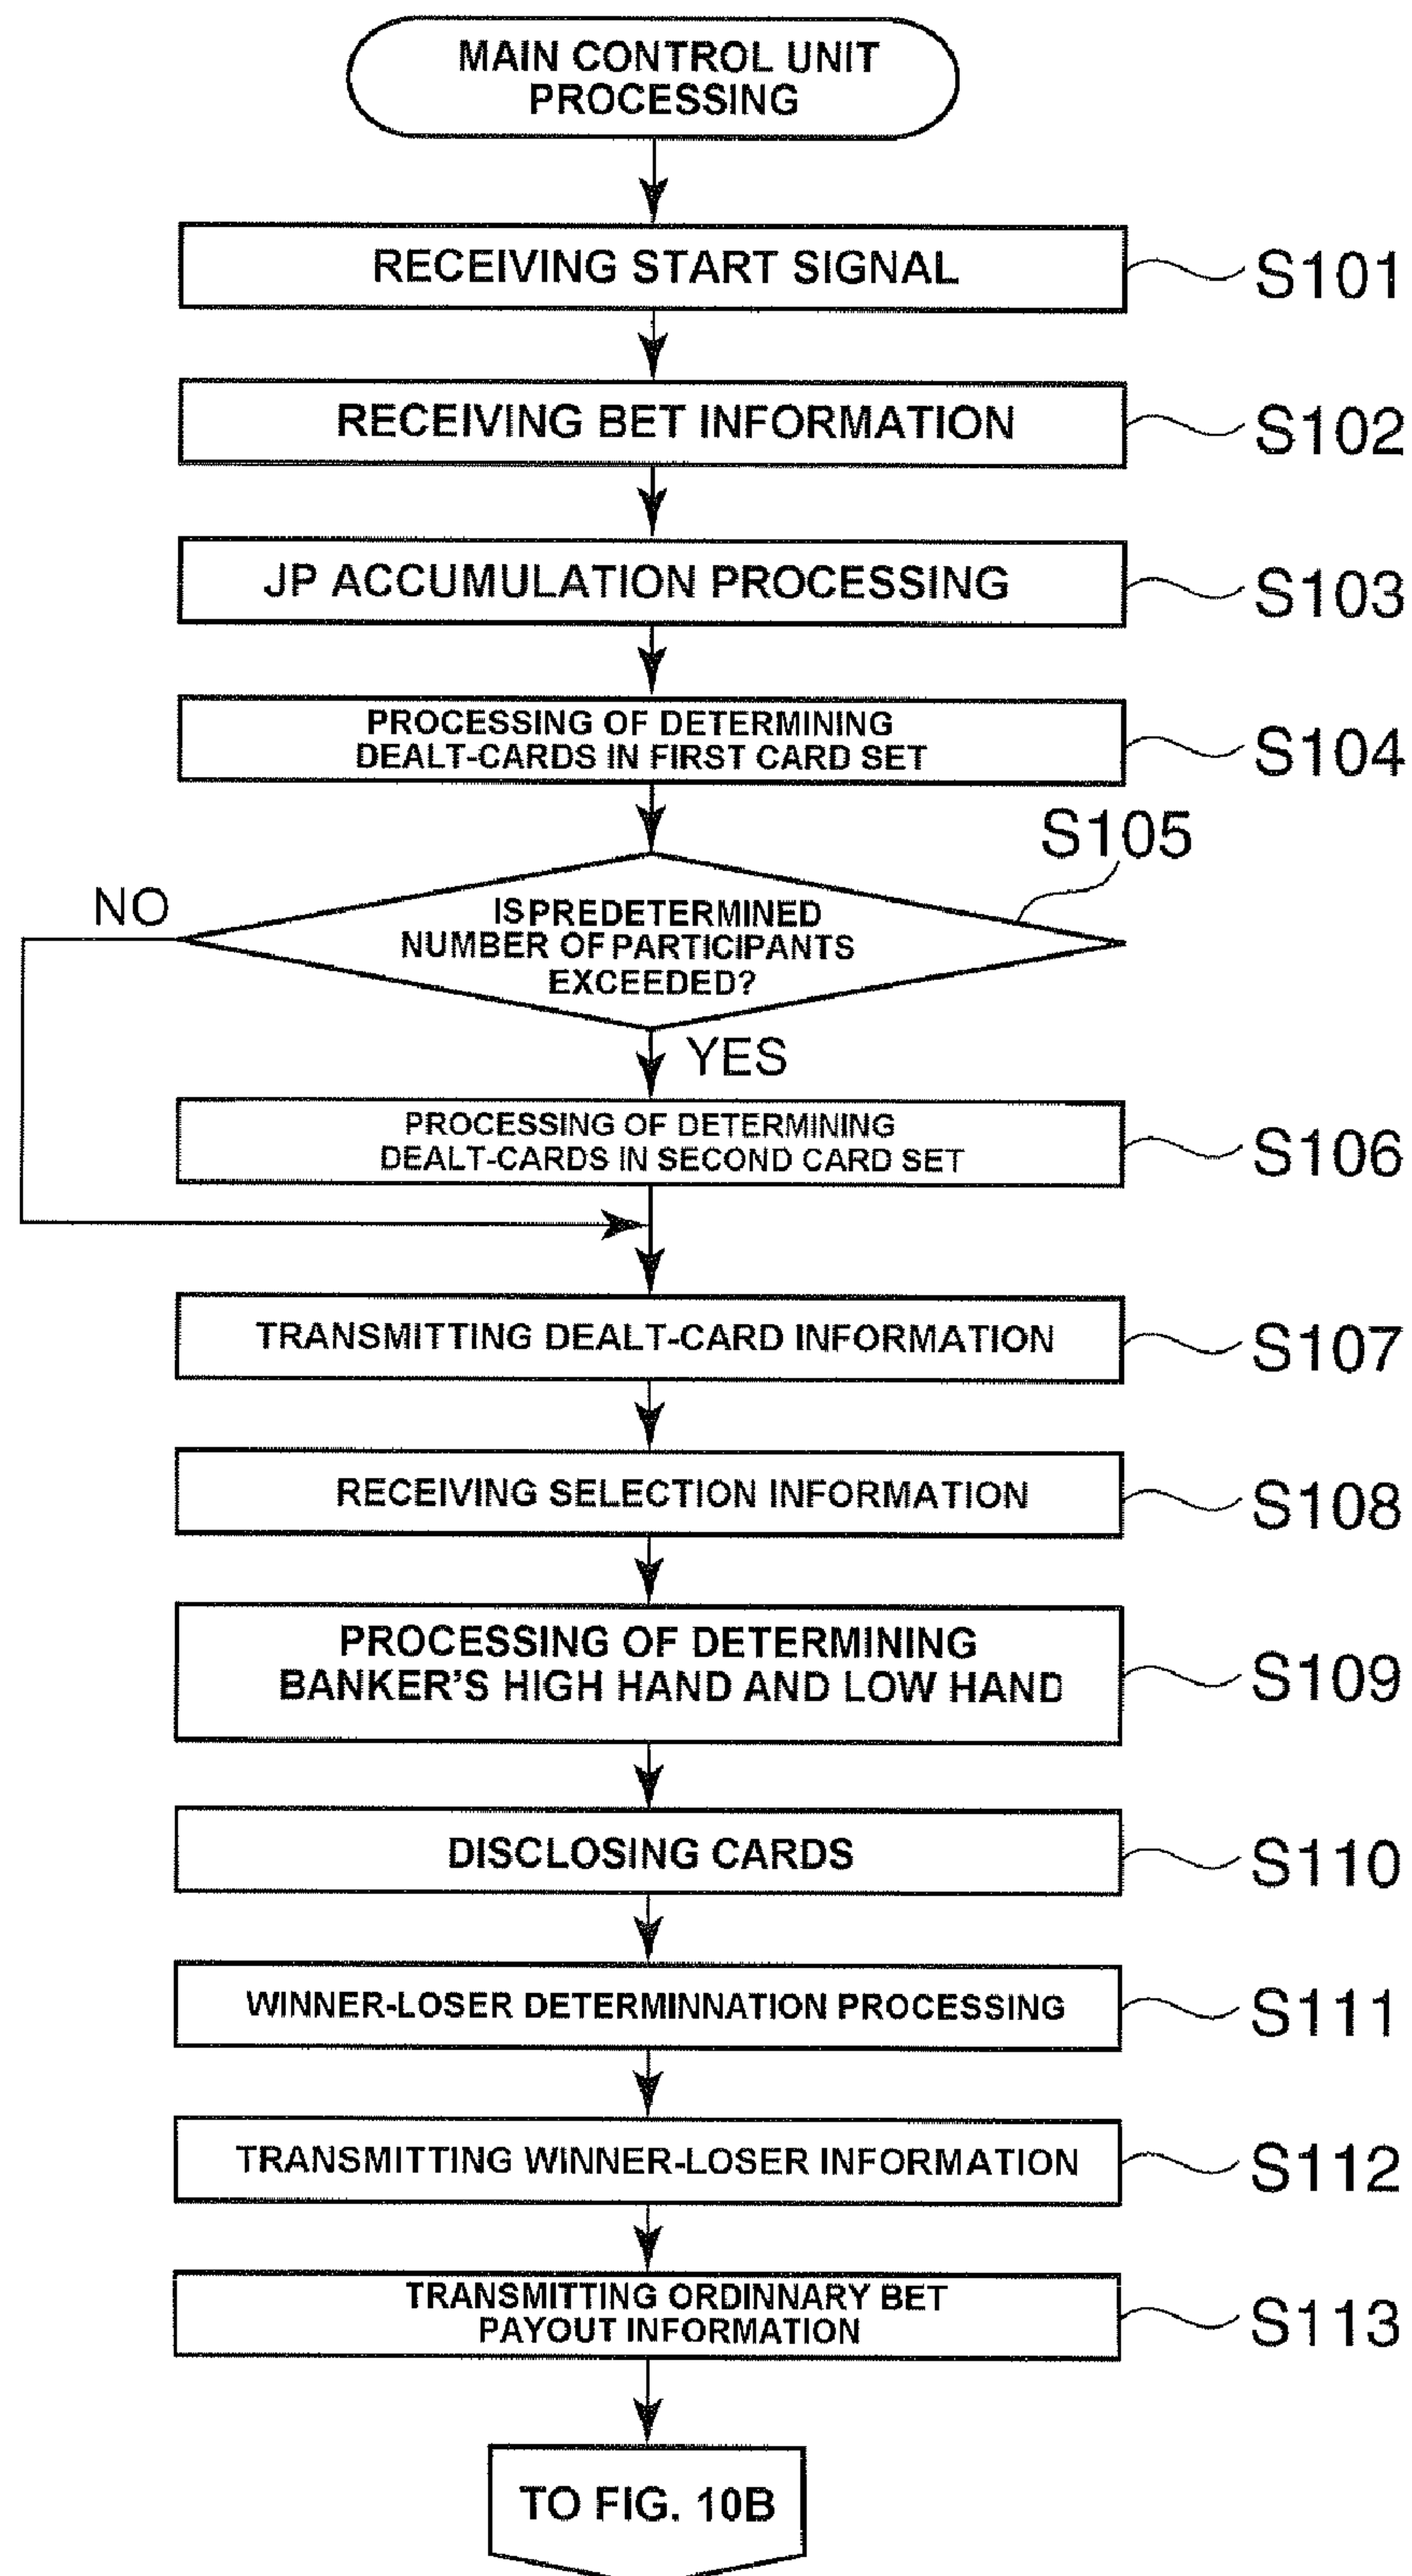 MAIN CONTROL UNIT
PROCESSING
RECEIVING START SIGNAL
S101
RECEIVING BET INFORMATION
S102
JP ACCUMULATION PROCESSING
S103
PROCESSING OF DETERMINING
DEALT-CARDS IN FIRST CARD SET
S104
S105
NO
IS PREDETERMINED
NUMBER OF PARTICIPANTS
EXCEEDED?
YES
PROCESSING OF DETERMINING
DEALT-CARDS IN SECOND CARD SET
S106
TRANSMITTING DEALT-CARD INFORMATION
S107
RECEIVING SELECTION INFORMATION
S108
PROCESSING OF DETERMINING
BANKER'S HIGH HAND AND LOW HAND
S109
DISCLOSING CARDS
S110
WINNER-LOSER DETERMINNATION PROCESSING
S111
TRANSMITTING WINNER-LOSER INFORMATION
S112
TRANSMITTING ORDINNARY BET
PAYOUT INFORMATION
S113
TO FIG. 10B